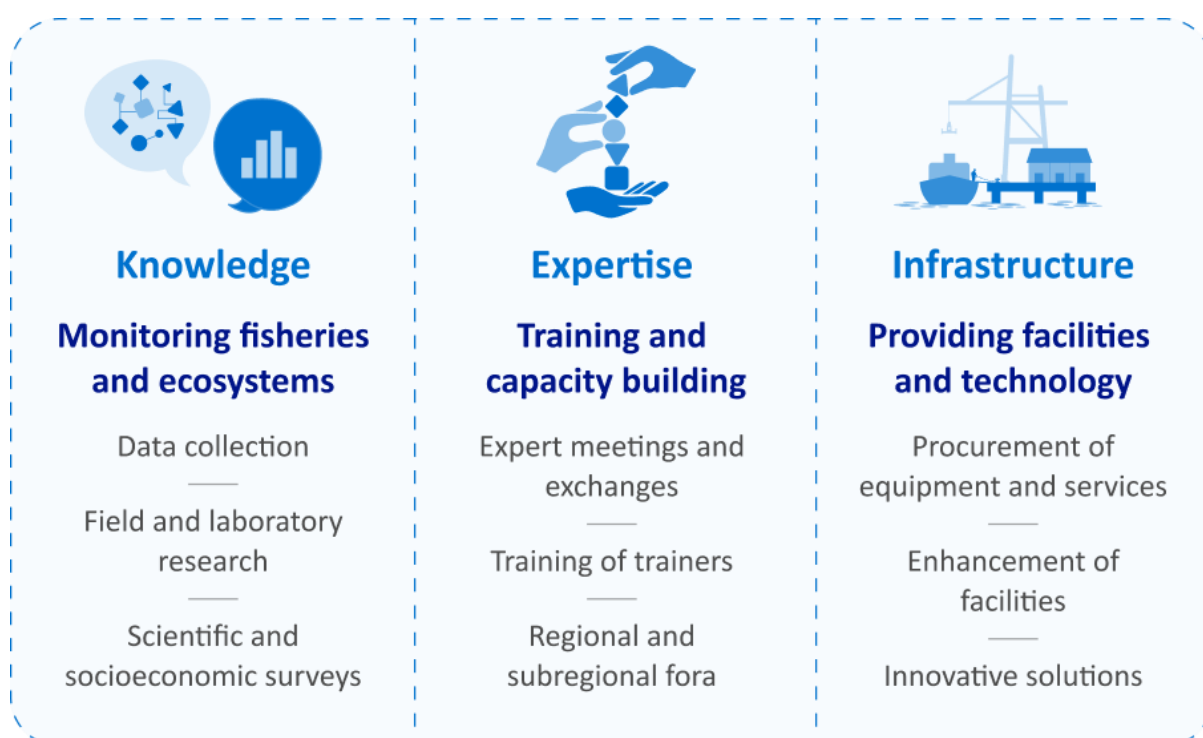 Knowledge
Monitoring fisheries
and ecosystems
Data collection
Field and laboratory
research
Scientific and
socioeconomic surveys
Expertise
Training and
capacity building
Expert meetings and
exchanges
Training of trainers
Regional and
subregional fora
Infrastructure
Providing facilities
and technology
Procurement of
equipment and services
Enhancement of
facilities
Innovative solutions